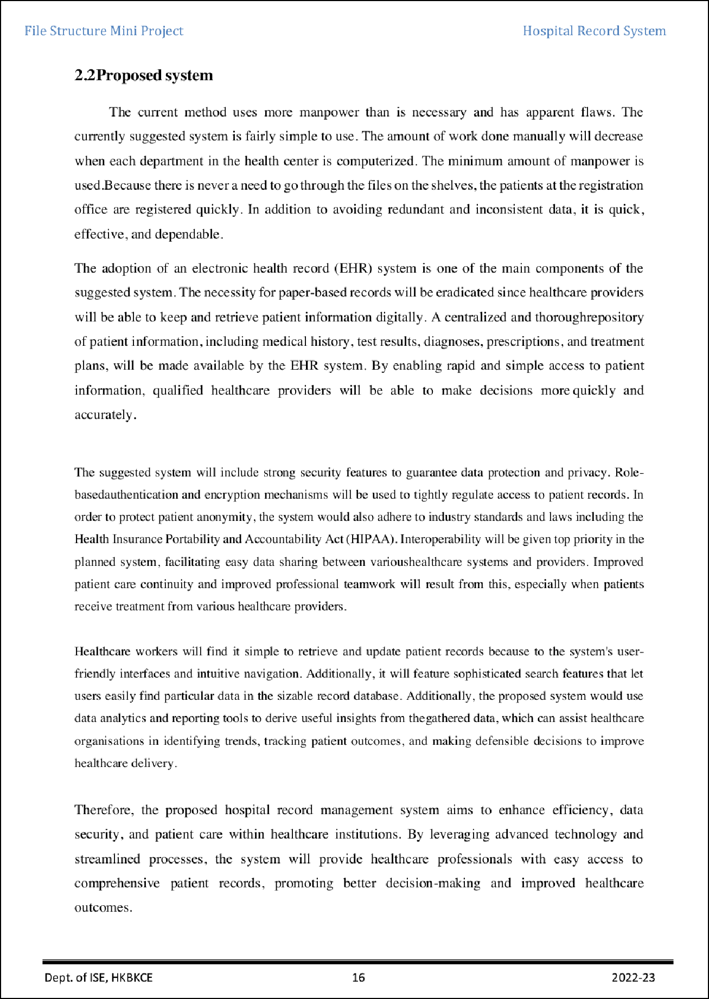 File Structure Mini Project Hospital Record System
2.2Proposed system
The current method uses more manpower than is necessary and has apparent flaws. The
currently suggested system is fairly simple to use. The amount of work done manually will decrease
when each department in the health center is computerized. The minimum amount of manpower is
used.Because there is never a need to go through the files on the shelves, the patients at the registration
office are registered quickly. In addition to avoiding redundant and inconsistent data, it is quick,
effective, and dependable.
The adoption of an electronic health record (EHR) system is one of the main components of the
suggested system. The necessity for paper-based records will be eradicated since healthcare providers
will be able to keep and retrieve patient information digitally. A centralized and thoroughrepository
of patient information, including medical history, test results, diagnoses, prescriptions, and treatment
plans, will be made available by the EHR system. By enabling rapid and simple access to patient
information, qualified healthcare providers will be able to make decisions more quickly and
accurately.
The suggested system will include strong security features to guarantee data protection and privacy. Role-
basedauthentication and encryption mechanisms will be used to tightly regulate access to patient records. In
order to protect patient anonymity, the system would also adhere to industry standards and laws including the
Health Insurance Portability and Accountability Act (HIPAA). Interoperability will be given top priority in the
planned system, facilitating easy data sharing between varioushealthcare systems and providers. Improved
patient care continuity and improved professional teamwork will result from this, especially when patients
receive treatment from various healthcare providers.
Healthcare workers will find it simple to retrieve and update patient records because to the system's user-
friendly interfaces and intuitive navigation. Additionally, it will feature sophisticated search features that let
users easily find particular data in the sizable record database. Additionally, the proposed system would use
data analytics and reporting tools to derive useful insights from thegathered data, which can assist healthcare
organisations in identifying trends, tracking patient outcomes, and making defensible decisions to improve
healthcare delivery.
Therefore, the proposed hospital record management system aims to enhance efficiency, data
security, and patient care within healthcare institutions. By leveraging advanced technology and
streamlined processes, the system will provide healthcare professionals with easy access to
comprehensive patient records, promoting better decision-making and improved healthcare
outcomes.
Dept. of ISE, HKBKCE 16 2022-23